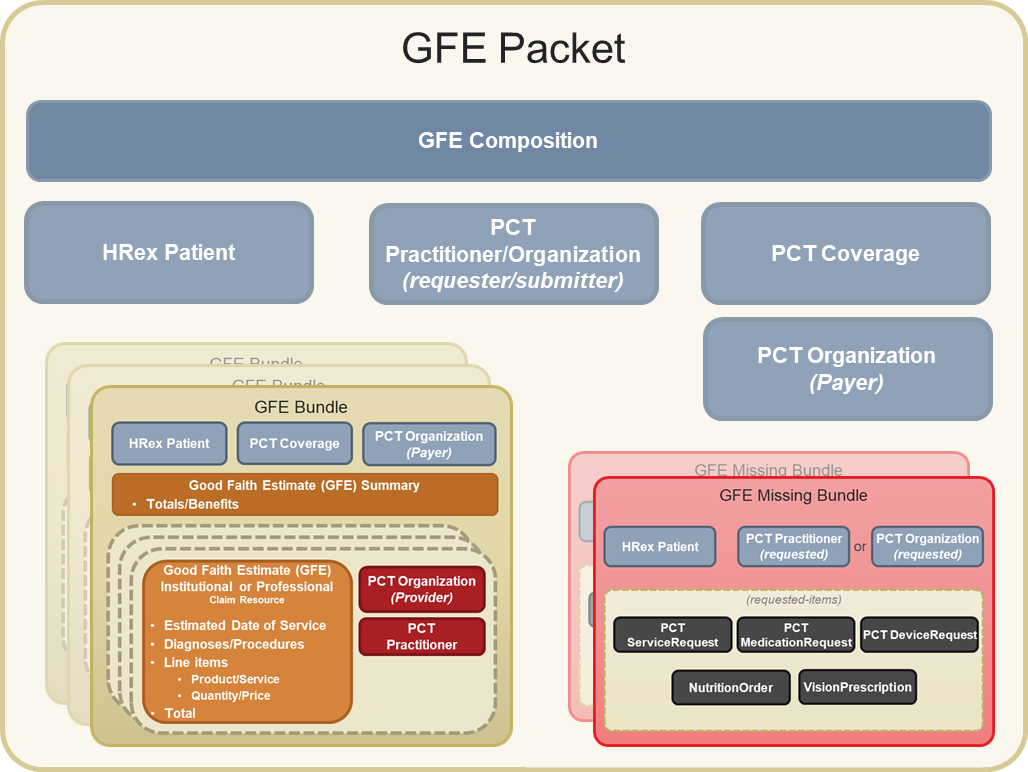 GFE Packet
GFE Composition
HRex Patient
PCT
Practitioner/Organization
(requester/submitter)
PCT Coverage
PCT Organization
(Payer)
GFE Bundle
GFE Bundle
GFE Bundle
HRex Patient
PCT Coverage
PCT Organization
(Payer)
Good Faith Estimate (GFE) Summary
• Totals/Benefits
Good Faith Estimate (GFE)
Institutional or Professional
Claim Resource
• Estimated Date of Service
• Diagnoses/Procedures
• Line items
• Product/Service
• Quantity/Price
• Total
PCT Organization
(Provider)
PCT
Practitioner
GFE Missing Bundle
GFE Missing Bundle
HRex Patient
PCT Practitioner
(requested)
or
PCT Organization
(requested)
(requested-items)
PCT
ServiceRequest
PCT
MedicationRequest
PCT DeviceRequest
NutritionOrder
VisionPrescription